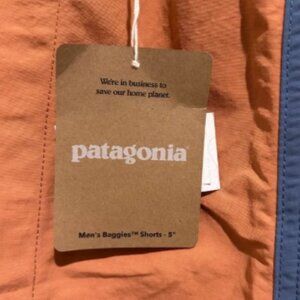 We're in business to
save our home planet.
patagonia
Men's Baggies™ Shorts - 5"